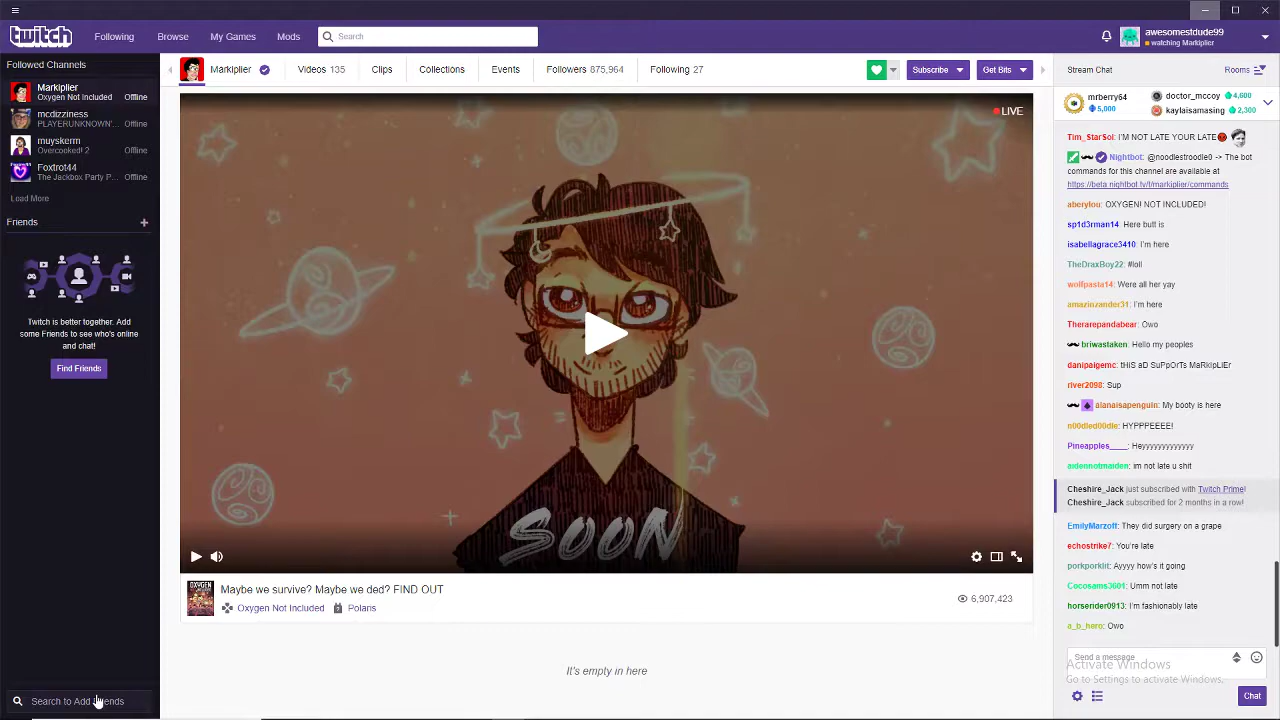 twitch
Following
Browse
My Games
Mods
Search
awesomestdude99
watching Markiplier
Followed Channels
Markiplier
Oxygen Not Included
Offline
mcdizziness
PLAYERUNKNOWN'...
Offline
muyskerm
Overcooked! 2
Offline
Foxtrot44
The Jackbox Party P...
Offline
Load More
Friends
Twitch is better together. Add
some Friends to see who's online
and chat!
Find Friends
Search to Add Friends
Markiplier
Videos 135
Clips
Collections
Events
Followers 875,964
Following 27
Subscribe
Get Bits
LIVE
SOON
Maybe we survive? Maybe we ded? FIND OUT
Oxygen Not Included
Polaris
6,907,423
It's empty in here
Stream Chat
Rooms
mrberry64
5,000
doctor_mccoy 4,600
kaylaisamasing 2,300
Tim_StarSol: I'M NOT LATE YOUR LATE
Nightbot: @noodlestroodle0 -> The bot
commands for this channel are available at
https://beta.nightbot.tv/t/markiplier/commands
aberylou: OXYGEN! NOT INCLUDED!
sp1d3rman14: Here butt is
isabellagrace3410: I'm here
TheDraxBoy22: #loll
wolfpasta14: Were all her yay
amazinzander31: I'm here
Therarepandabear: Owo
briwastaken: Hello my peoples
danipaigemc: tHiS aD SuPpOrTs MaRkIpLiEr
river2098: Sup
alanaisapenguin: My booty is here
n00dled00dle: HYPPPEEEE!
Pineapples____: Heyyyyyyyyyyyy
aidennotmaiden: im not late u shit
Cheshire_Jack just subscribed with Twitch Prime!
Cheshire_Jack subscribed for 2 months in a row!
EmilyMarzoff: They did surgery on a grape
echostrike7: You're late
porkporklit: Ayyyy how's it going
Cocosams3601: Umm not late
horserider0913: I'm fashionably late
a_b_hero: Owo
Send a message
Activate Windows
Go to Settings to activate Windows.
Chat